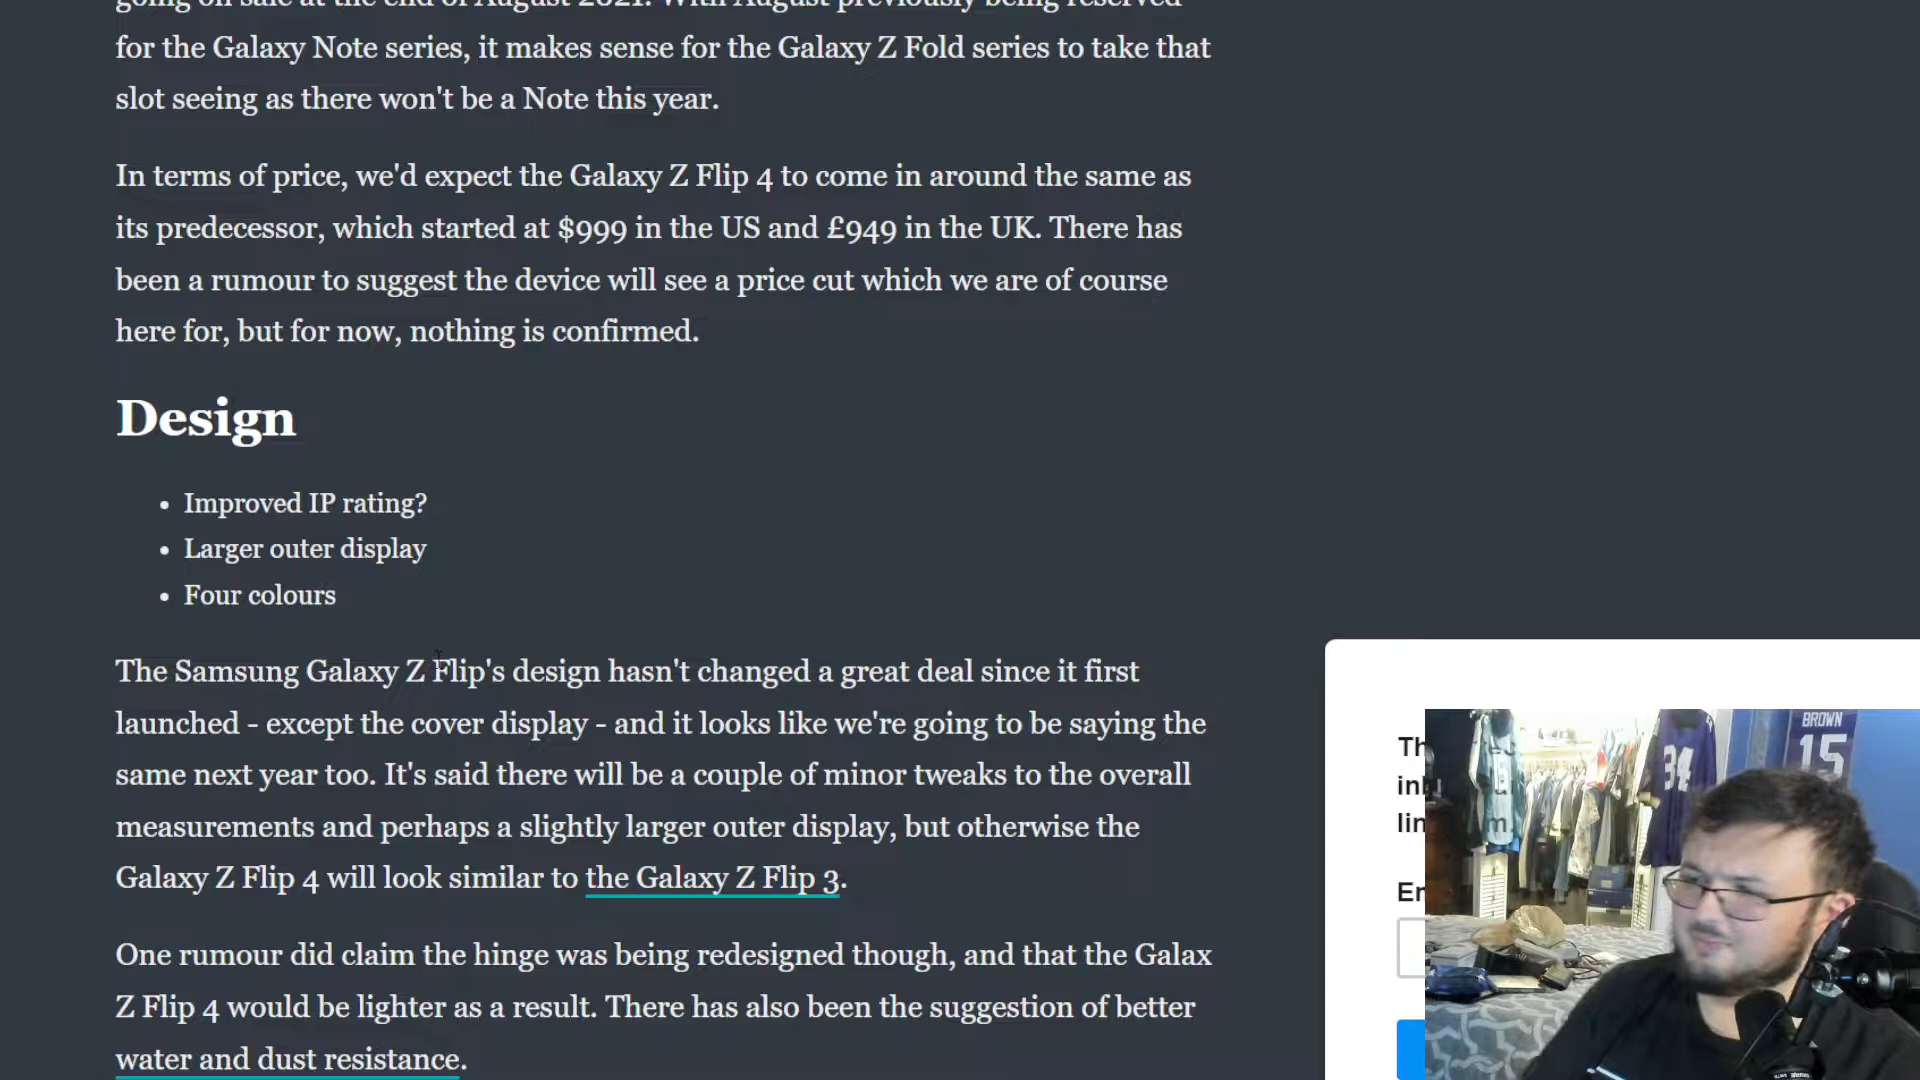 going on sale at the end of August 2021. With August previously being reserved
for the Galaxy Note series, it makes sense for the Galaxy Z Fold series to take that
slot seeing as there won't be a Note this year.
In terms of price, we'd expect the Galaxy Z Flip 4 to come in around the same as
its predecessor, which started at $999 in the US and £949 in the UK. There has
been a rumour to suggest the device will see a price cut which we are of course
here for, but for now, nothing is confirmed.
Design
• Improved IP rating?
• Larger outer display
• Four colours
The Samsung Galaxy Z Flip's design hasn't changed a great deal since it first
launched - except the cover display - and it looks like we're going to be saying the
same next year too. It's said there will be a couple of minor tweaks to the overall
measurements and perhaps a slightly larger outer display, but otherwise the
Galaxy Z Flip 4 will look similar to the Galaxy Z Flip 3.
One rumour did claim the hinge was being redesigned though, and that the Galax
Z Flip 4 would be lighter as a result. There has also been the suggestion of better
water and dust resistance.
BROWN
15
34